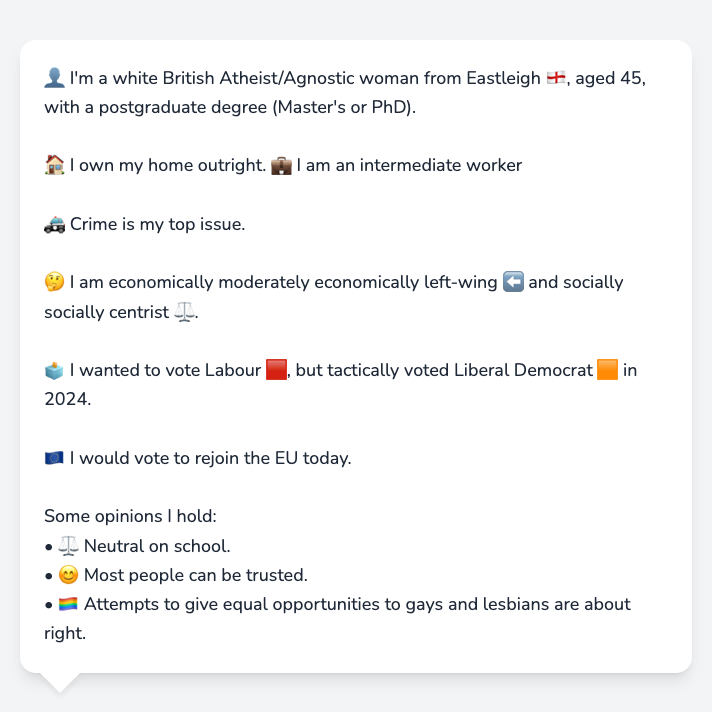 👤 I'm a white British Atheist/Agnostic woman from Eastleigh 🏴󠁧󠁢󠁥󠁮󠁧󠁿, aged 45,
with a postgraduate degree (Master's or PhD).
🏠 I own my home outright. 💼 I am an intermediate worker
🚓 Crime is my top issue.
🤔 I am economically moderately economically left-wing ⬅️ and socially
socially centrist ⚖️.
🗳️ I wanted to vote Labour 🟥, but tactically voted Liberal Democrat 🟧 in
2024.
🇪🇺 I would vote to rejoin the EU today.
Some opinions I hold:
• ⚖️ Neutral on school.
• 😊 Most people can be trusted.
• 🏳️‍🌈 Attempts to give equal opportunities to gays and lesbians are about
right.